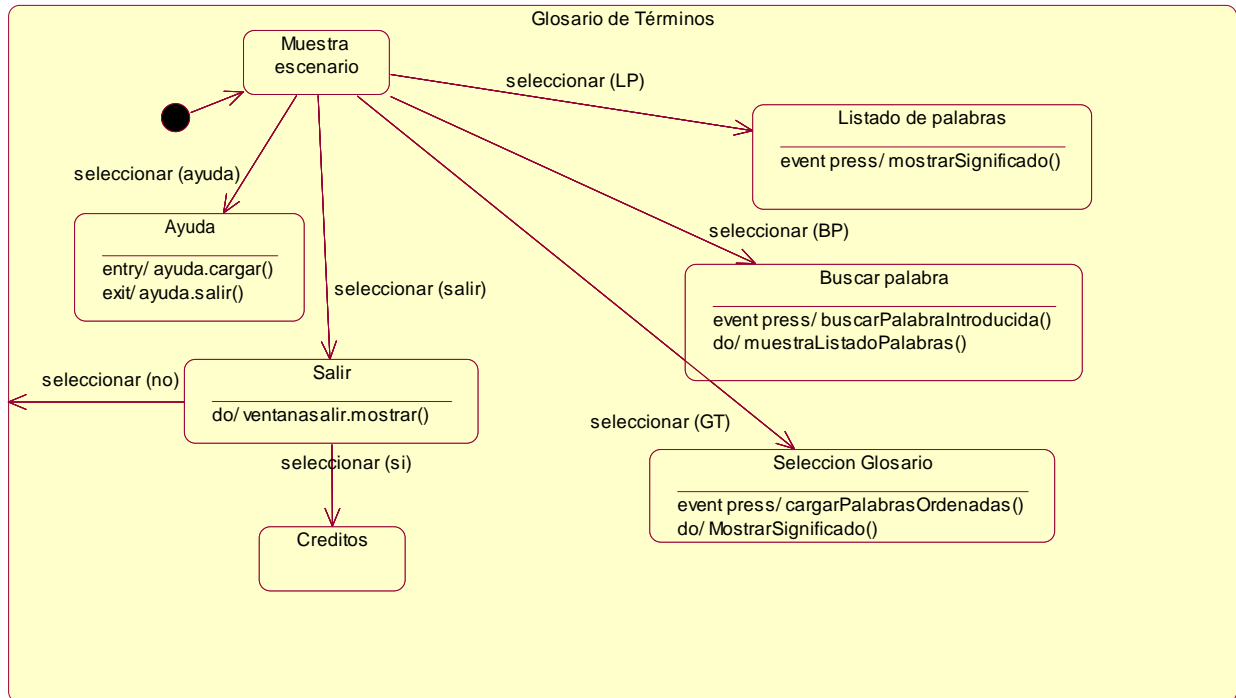 Glosario de Términos
Muestra
escenario
seleccionar (LP)
Listado de palabras
event press/ mostrarSignificado()
seleccionar (ayuda)
Ayuda
entry/ ayuda.cargar()
exit/ ayuda.salir()
seleccionar (BP)
Buscar palabra
event press/ buscarPalabraIntroducida()
do/ muestraListadoPalabras()
seleccionar (salir)
Salir
do/ ventanasalir.mostrar()
seleccionar (no)
seleccionar (GT)
Seleccion Glosario
event press/ cargarPalabrasOrdenadas()
do/ MostrarSignificado()
seleccionar (si)
Creditos